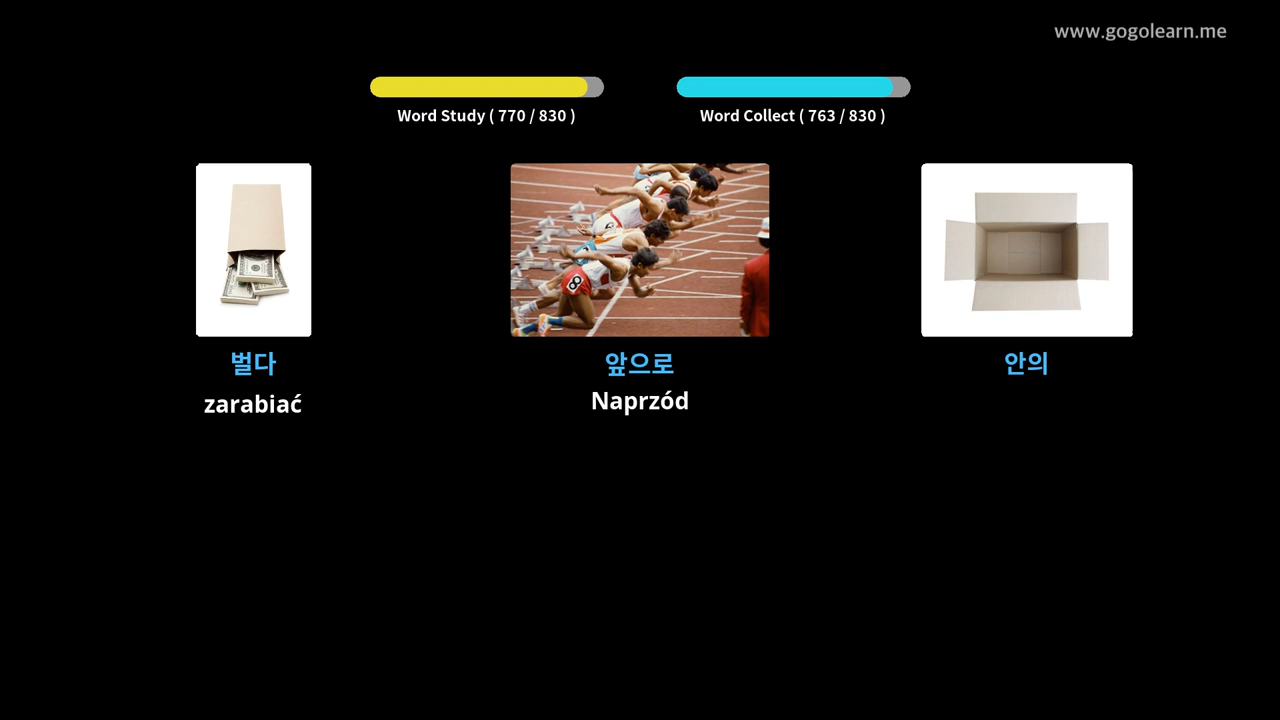 www.gogolearn.me
Word Study ( 770 / 830 )
Word Collect ( 763 / 830 )
벌다
앞으로
안의
zarabiać
Naprzód
8